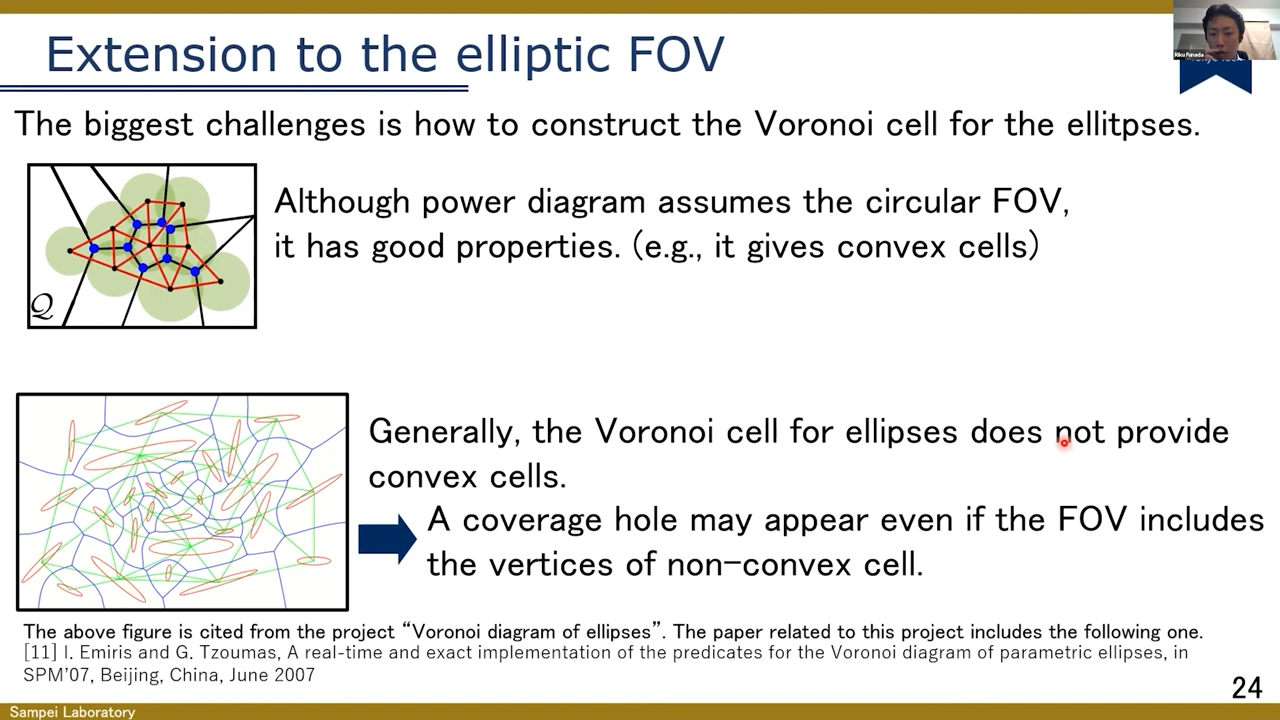 Extension to the elliptic FOV
Riku Funada
The biggest challenges is how to construct the Voronoi cell for the ellitpses.
Although power diagram assumes the circular FOV,
it has good properties. (e.g., it gives convex cells)
Q
Generally, the Voronoi cell for ellipses does not provide
convex cells.
A coverage hole may appear even if the FOV includes
the vertices of non-convex cell.
The above figure is cited from the project “Voronoi diagram of ellipses”. The paper related to this project includes the following one.
[11] I. Emiris and G. Tzoumas, A real-time and exact implementation of the predicates for the Voronoi diagram of parametric ellipses, in
SPM’07, Beijing, China, June 2007
24
Sampei Laboratory